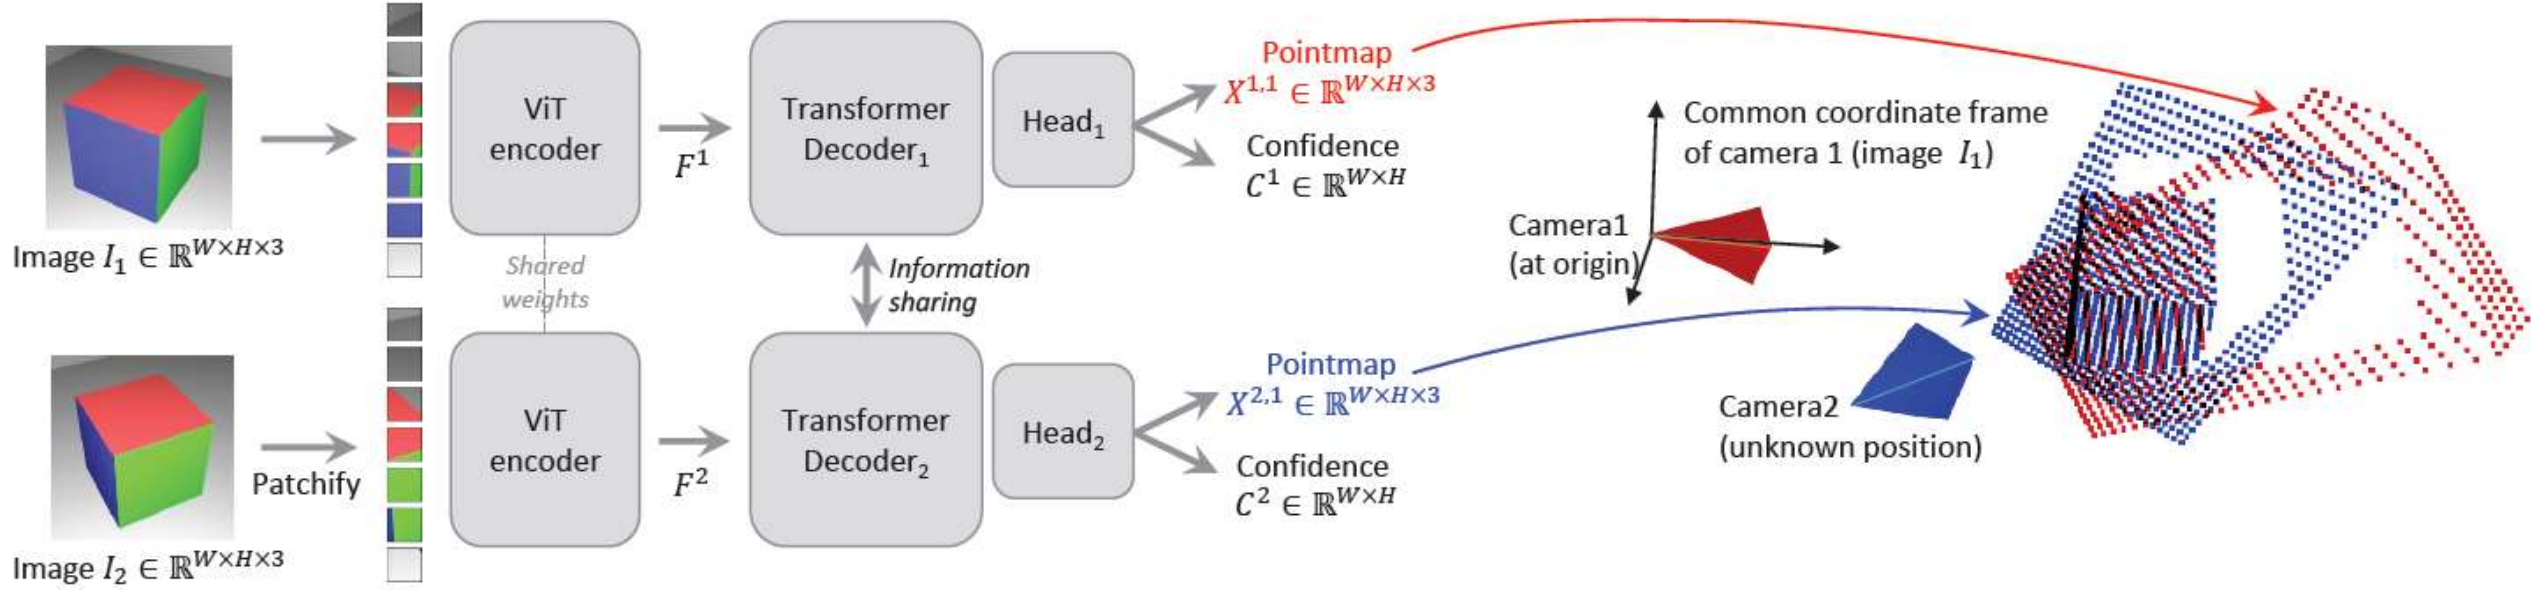 Image I₁ ∈ ℝ^{W×H×3}
ViT
encoder
F¹
Transformer
Decoder₁
Head₁
Pointmap
X^{1,1} ∈ ℝ^{W×H×3}
Confidence
C¹ ∈ ℝ^{W×H}
Shared
weights
Information
sharing
Common coordinate frame
of camera 1 (image I₁)
Camera1
(at origin)
Patchify
Image I₂ ∈ ℝ^{W×H×3}
ViT
encoder
F²
Transformer
Decoder₂
Head₂
Pointmap
X^{2,1} ∈ ℝ^{W×H×3}
Confidence
C² ∈ ℝ^{W×H}
Camera2
(unknown position)